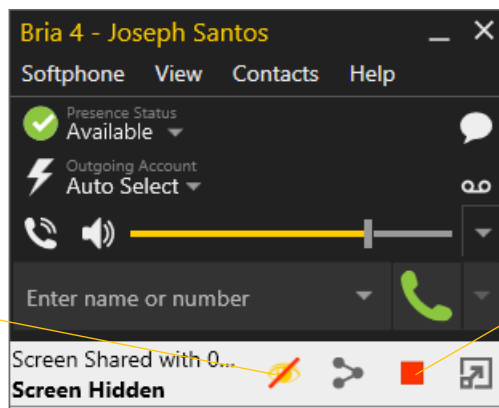 Bria 4 - Joseph Santos
Softphone View Contacts Help
Presence Status
Available
Outgoing Account
Auto Select
Enter name or number
Screen Shared with 0...
Screen Hidden